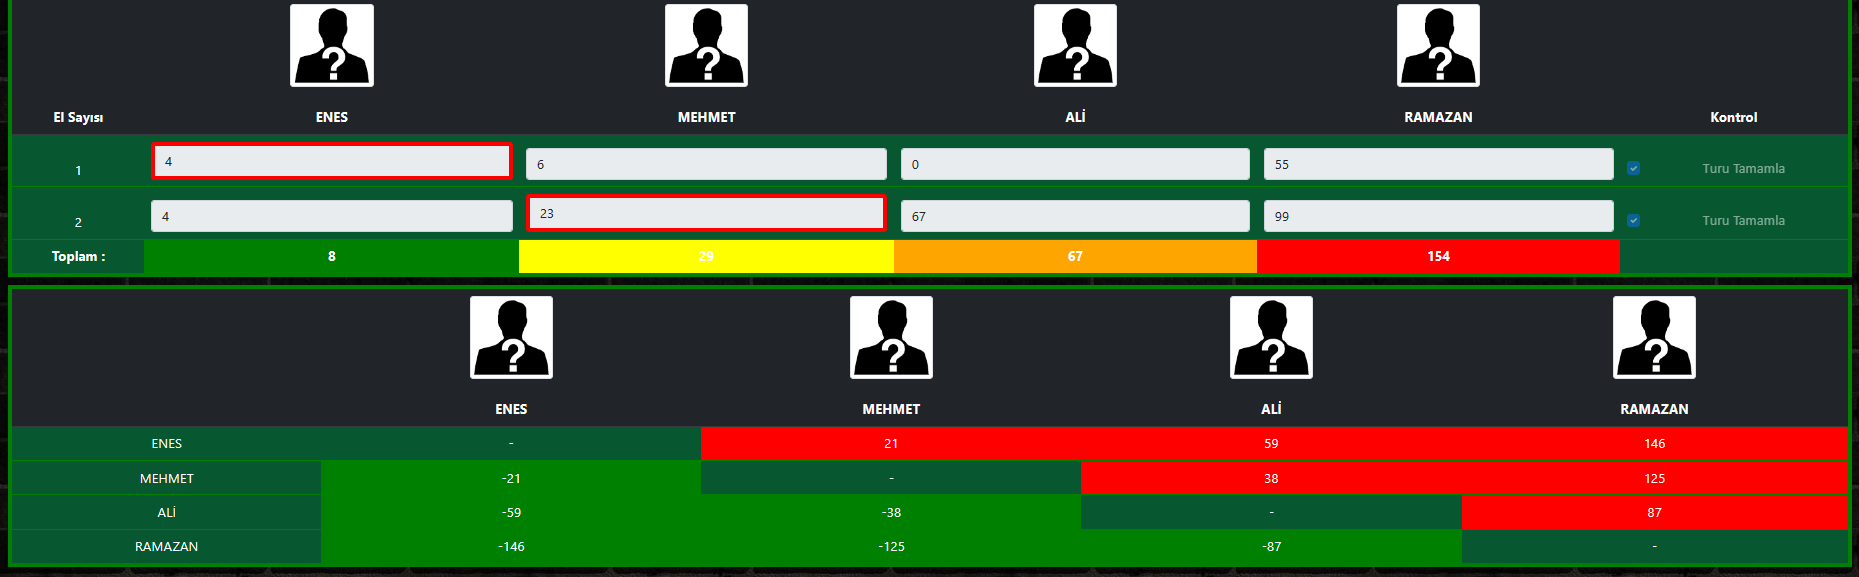 El Sayısı ENES MEHMET ALİ RAMAZAN Kontrol
1 4 6 0 55 Turu Tamamla
2 4 23 67 99 Turu Tamamla
Toplam : 8 29 67 154
ENES MEHMET ALİ RAMAZAN
ENES - 21 59 146
MEHMET -21 - 38 125
ALİ -59 -38 - 87
RAMAZAN -146 -125 -87 -